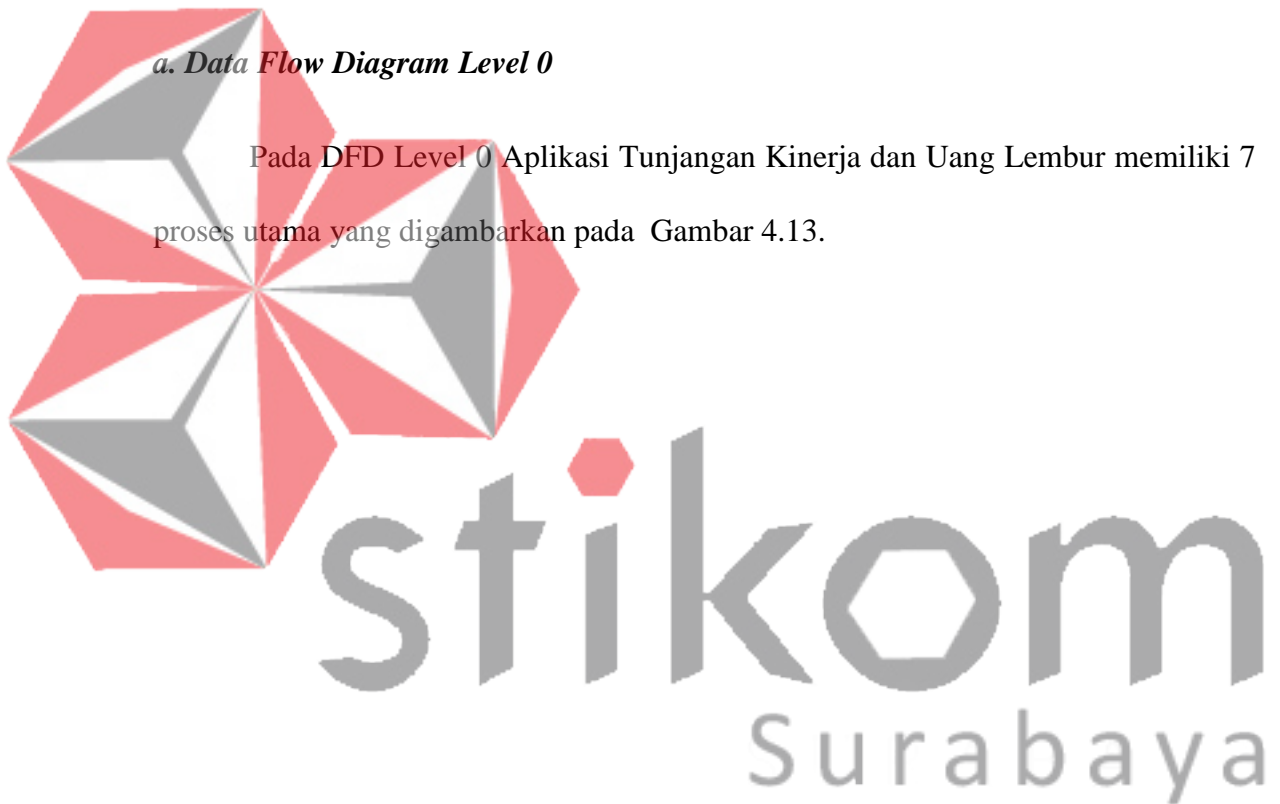 a. Data Flow Diagram Level 0
Pada DFD Level 0 Aplikasi Tunjangan Kinerja dan Uang Lembur memiliki 7
proses utama yang digambarkan pada Gambar 4.13.
stikom
Surabaya